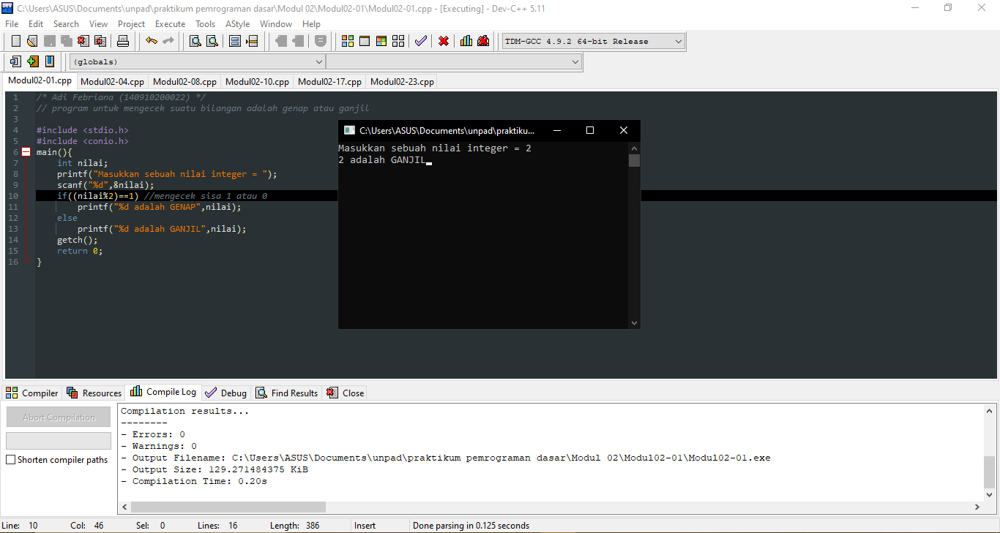 C:\Users\ASUS\Documents\unpad\praktikum pemrograman dasar\Modul 02\Modul02-01\Modul02-01.cpp - [Executing] - Dev-C++ 5.11
File Edit Search View Project Execute Tools AStyle Window Help
TDM-GCC 4.9.2 64-bit Release
(globals)
Modul02-01.cpp Modul02-04.cpp Modul02-08.cpp Modul02-10.cpp Modul02-17.cpp Modul02-23.cpp
1 /* Adi Febriana (140910200022) */
2 // program untuk mengecek suatu bilangan adalah genap atau ganjil
3
4 #include <stdio.h>
5 #include <conio.h>
6 main(){
7 int nilai;
8 printf("Masukkan sebuah nilai integer = ");
9 scanf("%d",&nilai);
10 if((nilai%2)==1) //mengecek sisa 1 atau 0
11 printf("%d adalah GENAP",nilai);
12 else
13 printf("%d adalah GANJIL",nilai);
14 getch();
15 return 0;
16 }
C:\Users\ASUS\Documents\unpad\praktiku...
Masukkan sebuah nilai integer = 2
2 adalah GANJIL
Compiler Resources Compile Log Debug Find Results Close
Abort Compilation
Shorten compiler paths
Compilation results...
--------
- Errors: 0
- Warnings: 0
- Output Filename: C:\Users\ASUS\Documents\unpad\praktikum pemrograman dasar\Modul 02\Modul02-01\Modul02-01.exe
- Output Size: 129.271484375 KiB
- Compilation Time: 0.20s
Line: 10 Col: 46 Sel: 0 Lines: 16 Length: 386 Insert Done parsing in 0.125 seconds